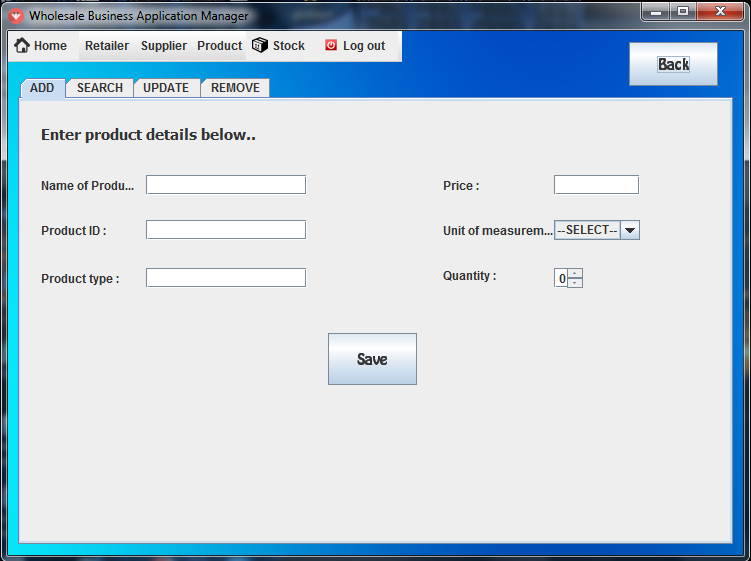 Wholesale Business Application Manager
Home Retailer Supplier Product Stock Log out
Back
ADD SEARCH UPDATE REMOVE
Enter product details below..
Name of Produ... Price :
Product ID : Unit of measurem... --SELECT--
Product type : Quantity : 0
Save